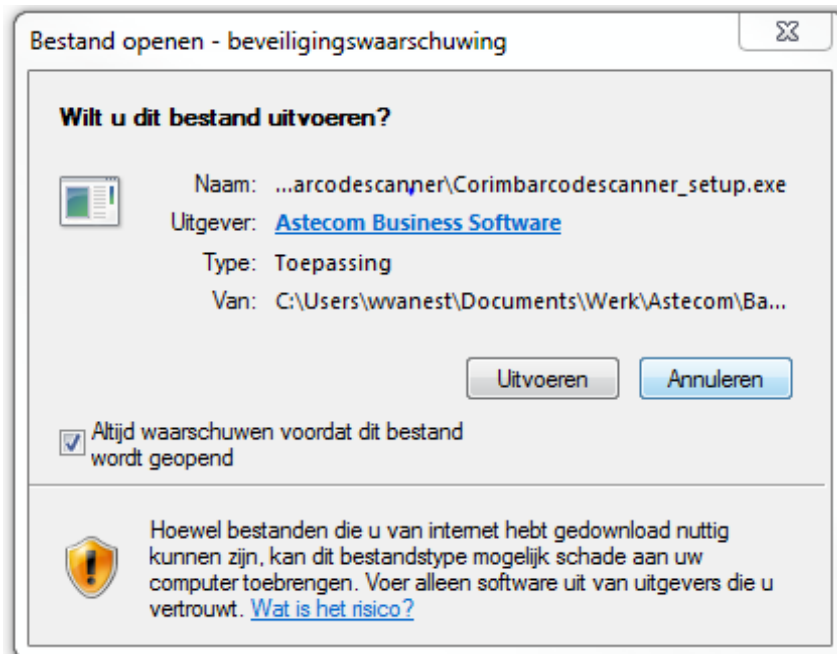 Bestand openen - beveiligingswaarschuwing
Wilt u dit bestand uitvoeren?
Naam: ...arcodescanner\Corimbarcodescanner_setup.exe
Uitgever: Astecom Business Software
Type: Toepassing
Van: C:\Users\wvanest\Documents\Werk\Astecom\Ba...
Uitvoeren Annuleren
Altijd waarschuwen voordat dit bestand
wordt geopend
Hoewel bestanden die u van internet hebt gedownload nuttig
kunnen zijn, kan dit bestandstype mogelijk schade aan uw
computer toebrengen. Voer alleen software uit van uitgevers die u
vertrouwt. Wat is het risico?